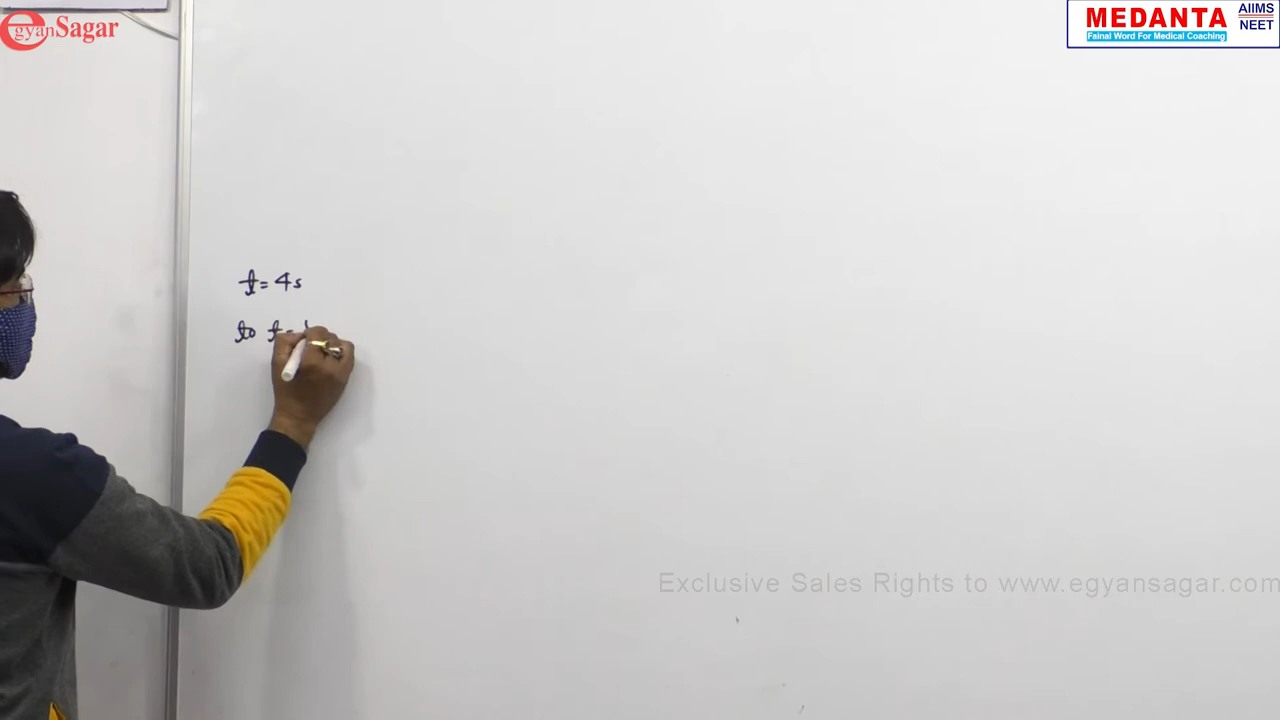 egyanSagar
MEDANTA
Fainal Word For Medical Coaching
AIIMS
NEET
t = 4s
to t =
Exclusive Sales Rights to www.egyansagar.com